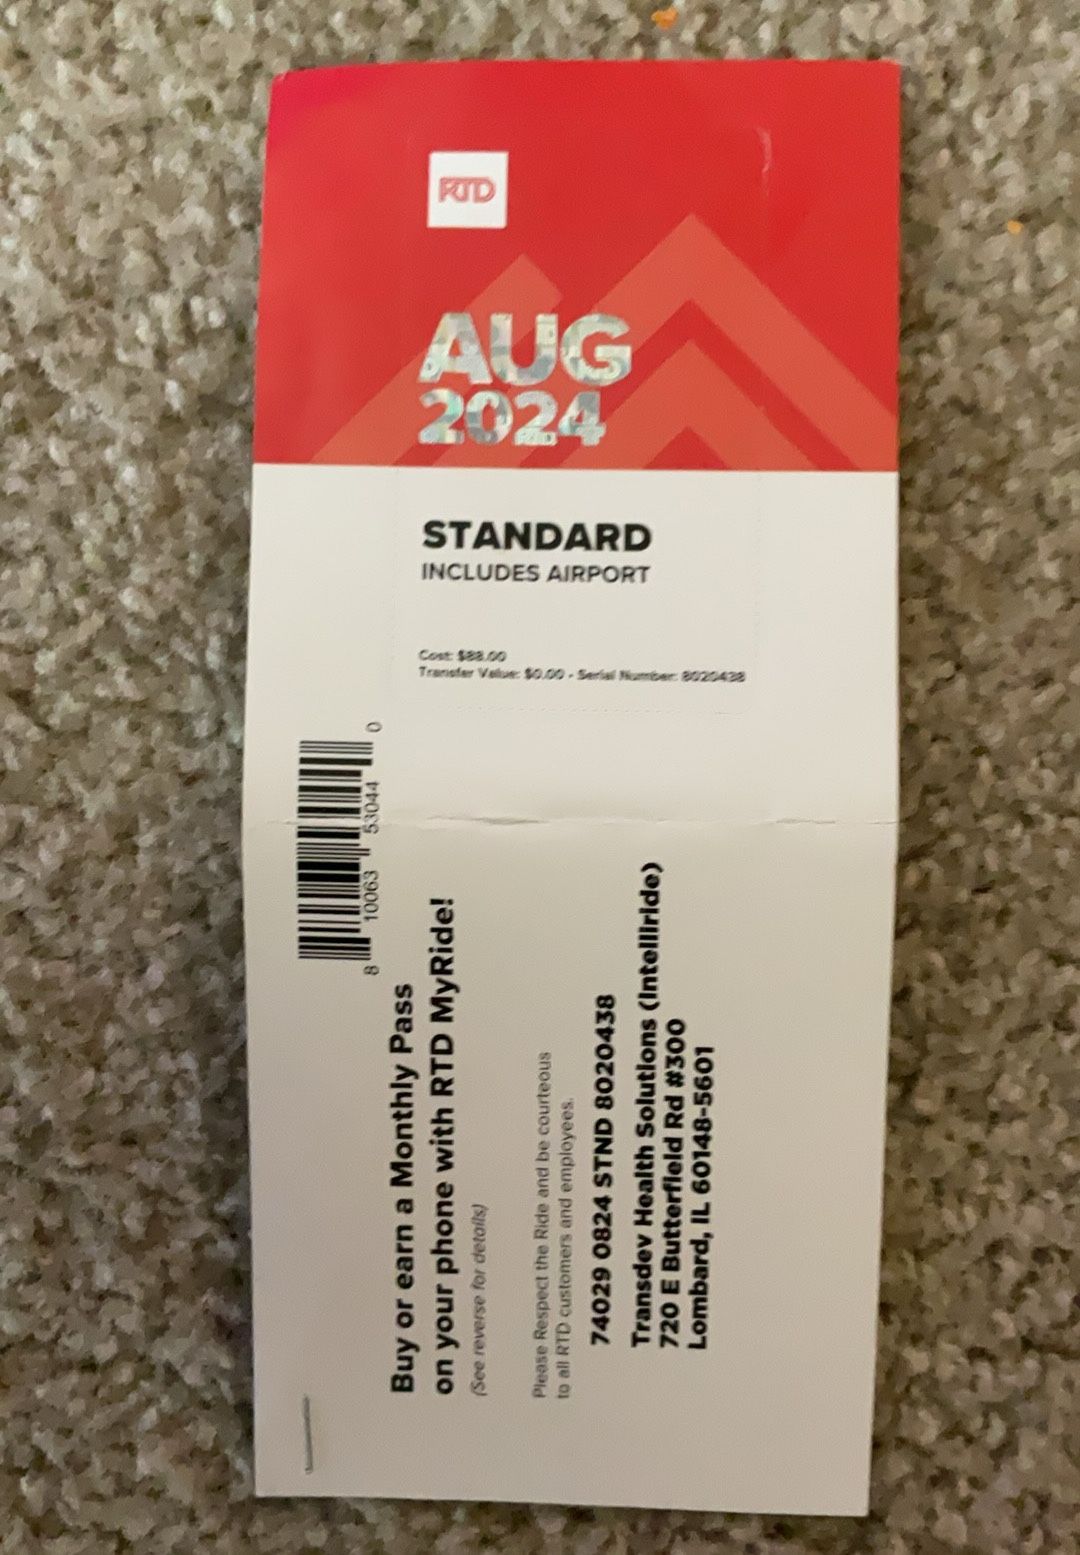 RTD
AUG
2024
STANDARD
INCLUDES AIRPORT
Cost: $88.00
Transfer Value: $0.00 - Serial Number: 8020438
8 10063 53044 0
Buy or earn a Monthly Pass
on your phone with RTD MyRide!
(See reverse for details)
Please Respect the Ride and be courteous
to all RTD customers and employees.
74029 0824 STND 8020438
Transdev Health Solutions (Intelliride)
720 E Butterfield Rd #300
Lombard, IL 60148-5601